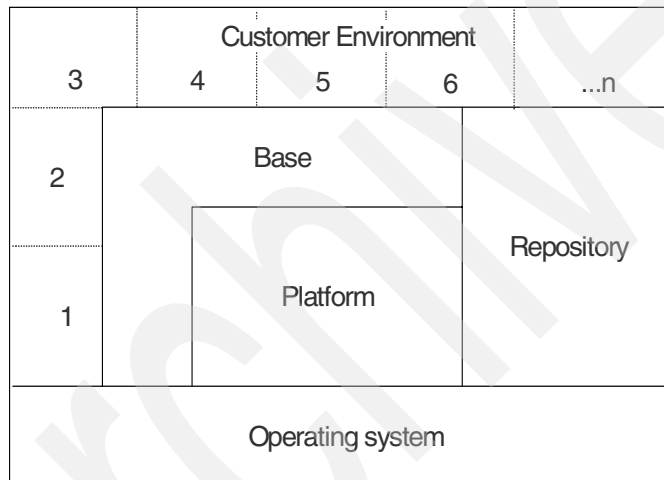 Customer Environment
3 4 5 6 ...n
Base
2
Repository
Platform
1
Operating system